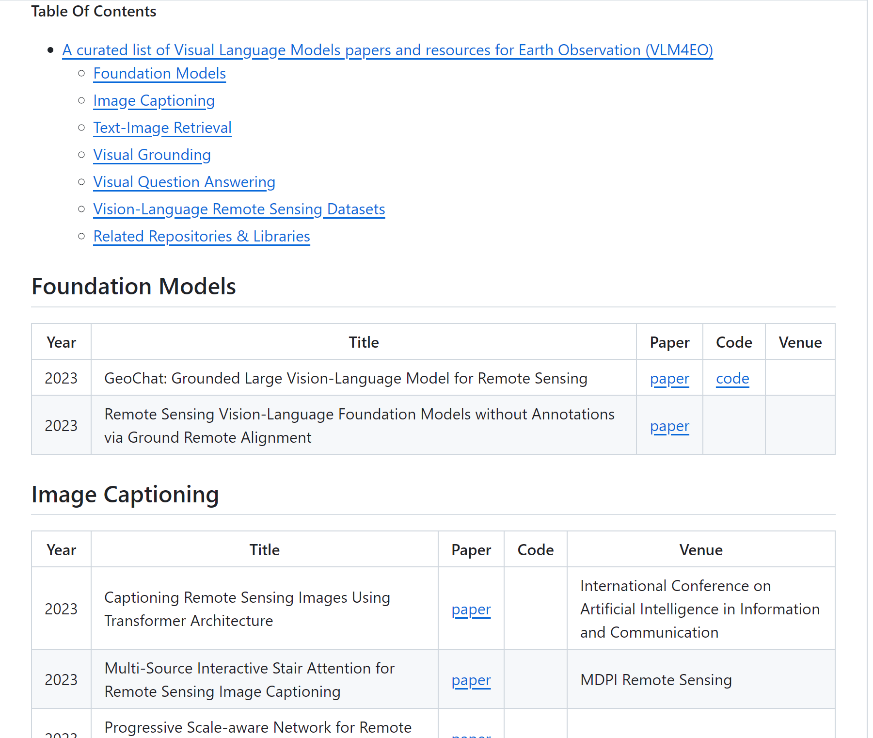 Table Of Contents
A curated list of Visual Language Models papers and resources for Earth Observation (VLM4EO)
Foundation Models
Image Captioning
Text-Image Retrieval
Visual Grounding
Visual Question Answering
Vision-Language Remote Sensing Datasets
Related Repositories & Libraries
Foundation Models
Year Title Paper Code Venue
2023 GeoChat: Grounded Large Vision-Language Model for Remote Sensing paper code
2023 Remote Sensing Vision-Language Foundation Models without Annotations
via Ground Remote Alignment paper
Image Captioning
Year Title Paper Code Venue
2023 Captioning Remote Sensing Images Using
Transformer Architecture
paper
International Conference on
Artificial Intelligence in Information
and Communication
2023 Multi-Source Interactive Stair Attention for
Remote Sensing Image Captioning
paper
MDPI Remote Sensing
2023 Progressive Scale-aware Network for Remote
paper